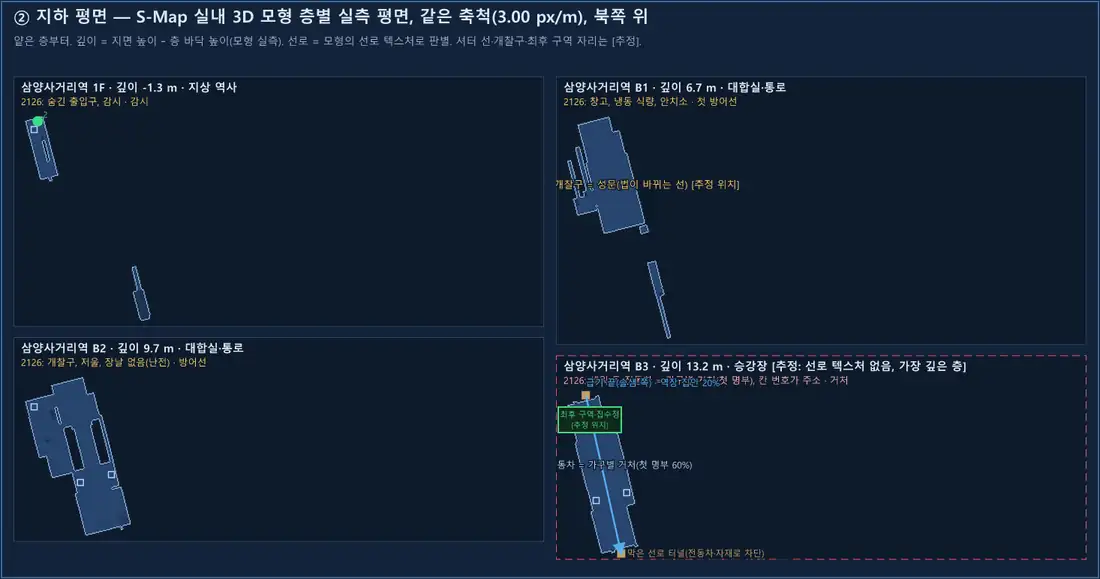 ② 지하 평면 — S-Map 실내 3D 모형 층별 실측 평면, 같은 축척(3.00 px/m), 북쪽 위
얕은 층부터. 깊이 = 지면 높이 − 층 바닥 높이(모형 실측). 선로 = 모형의 선로 텍스처로 판별. 셔터 선·개찰구·최후 구역 자리는 [추정].
삼양사거리역 1F · 깊이 -1.3 m · 지상 역사
2126: 숨긴 출입구, 감시 · 감시
2
삼양사거리역 B1 · 깊이 6.7 m · 대합실·통로
2126: 창고, 냉동 식량, 안치소 · 첫 방어선
개찰구 = 성문(법이 바뀌는 선) [추정 위치]
삼양사거리역 B2 · 깊이 9.7 m · 대합실·통로
2126: 개찰구, 저울, 장날 없음(난전) · 방어선
삼양사거리역 B3 · 깊이 13.2 m · 승강장 [추정: 선로 텍스처 없음, 가장 깊은 층]
2126: 첫 명부), 칸 번호가 주소 · 거처
최후 구역·집수정
[추정 위치]
동차 = 가구별 거처(첫 명부 60%)
막은 선로 터널(전동차·자재로 차단)